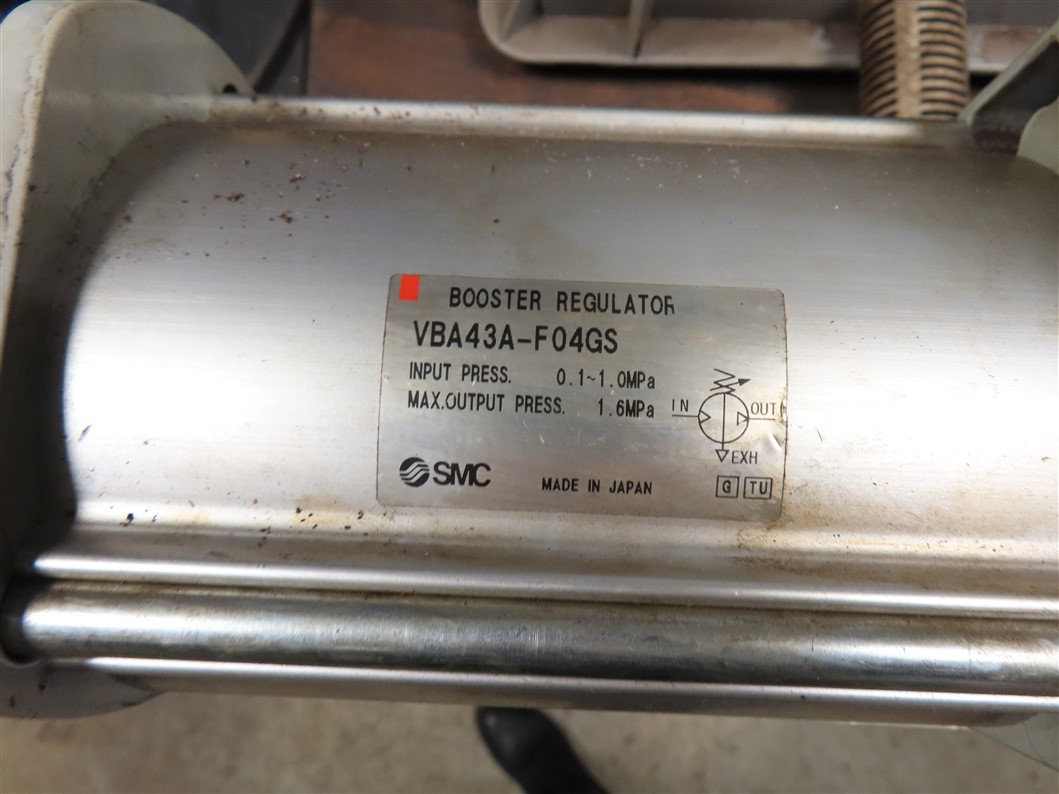 BOOSTER REGULATOR
VBA43A-F04GS
INPUT PRESS. 0.1~1.0MPa
MAX.OUTPUT PRESS. 1.6MPa
IN OUT
EXH
SMC MADE IN JAPAN G TU